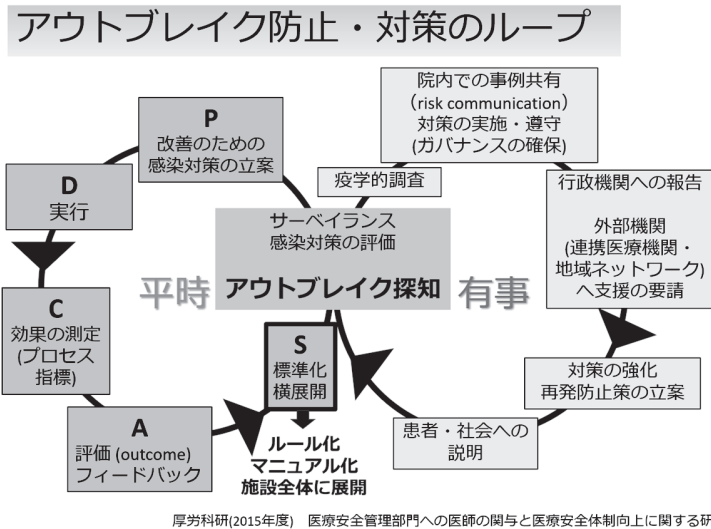 アウトブレイク防止・対策のループ
院内での事例共有
(risk communication)
対策の実施・遵守
(ガバナンスの確保)
P
改善のための
感染対策の立案
疫学的調査
D
実行
行政機関への報告
外部機関
(連携医療機関・
地域ネットワーク)
へ支援の要請
サーベイランス
感染対策の評価
平時
アウトブレイク探知
有事
C
効果の測定
(プロセス
指標)
S
標準化
横展開
対策の強化
再発防止策の立案
A
評価 (outcome)
フィードバック
患者・社会への
説明
ルール化
マニュアル化
施設全体に展開
厚労科研(2015年度) 医療安全管理部門への医師の関与と医療安全体制向上に関する研